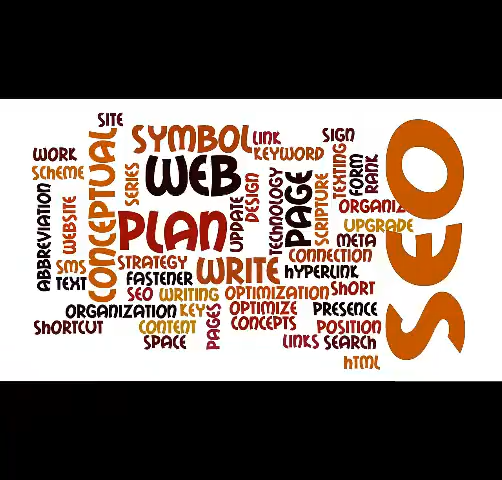 SITE
SYMBOL
LINK
SIGN
WORK
KEYWORD
SCHEME
WEB
CONCEPTUAL
SERIES
ABBREVIATION
WEBSITE
PLAN
UPDATE
DESIGN
TECHNOLOGY
PAGE
SCRIPTURE
TEXTING
FORM
RANK
ORGANIZ
UPGRADE
META
SEO
SMS
STRATEGY
WRITE
CONNECTION
TEXT
FASTENER
HYPERLINK
SEO
WRITING
OPTIMIZATION
SHORT
ORGANIZATION
KEY
OPTIMIZE
PRESENCE
SHORTCUT
CONTENT
PAGES
CONCEPTS
POSITION
SPACE
LINKS
SEARCH
HTML